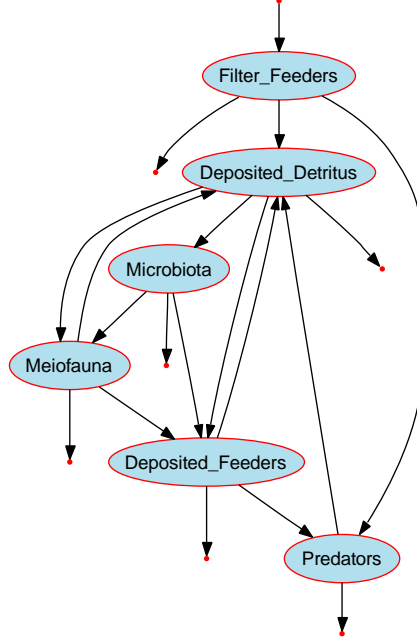 Filter_Feeders
Deposited_Detritus
Microbiota
Meiofauna
Deposited_Feeders
Predators